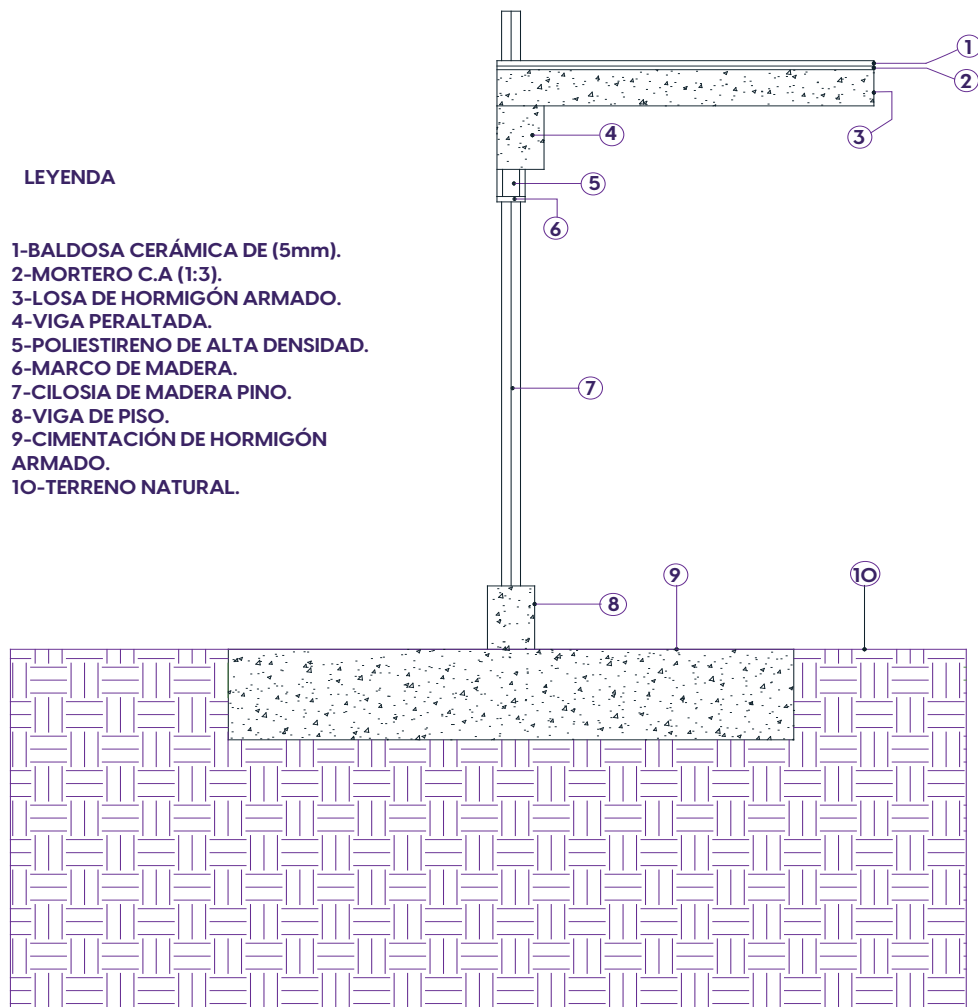 1
2
3
4
LEYENDA
5
6
1-BALDOSA CERÁMICA DE (5mm).
2-MORTERO C.A (1:3).
3-LOSA DE HORMIGÓN ARMADO.
4-VIGA PERALTADA.
5-POLIESTIRENO DE ALTA DENSIDAD.
6-MARCO DE MADERA.
7-CILOSIA DE MADERA PINO.
8-VIGA DE PISO.
9-CIMENTACIÓN DE HORMIGÓN
ARMADO.
10-TERRENO NATURAL.
7
9
10
8